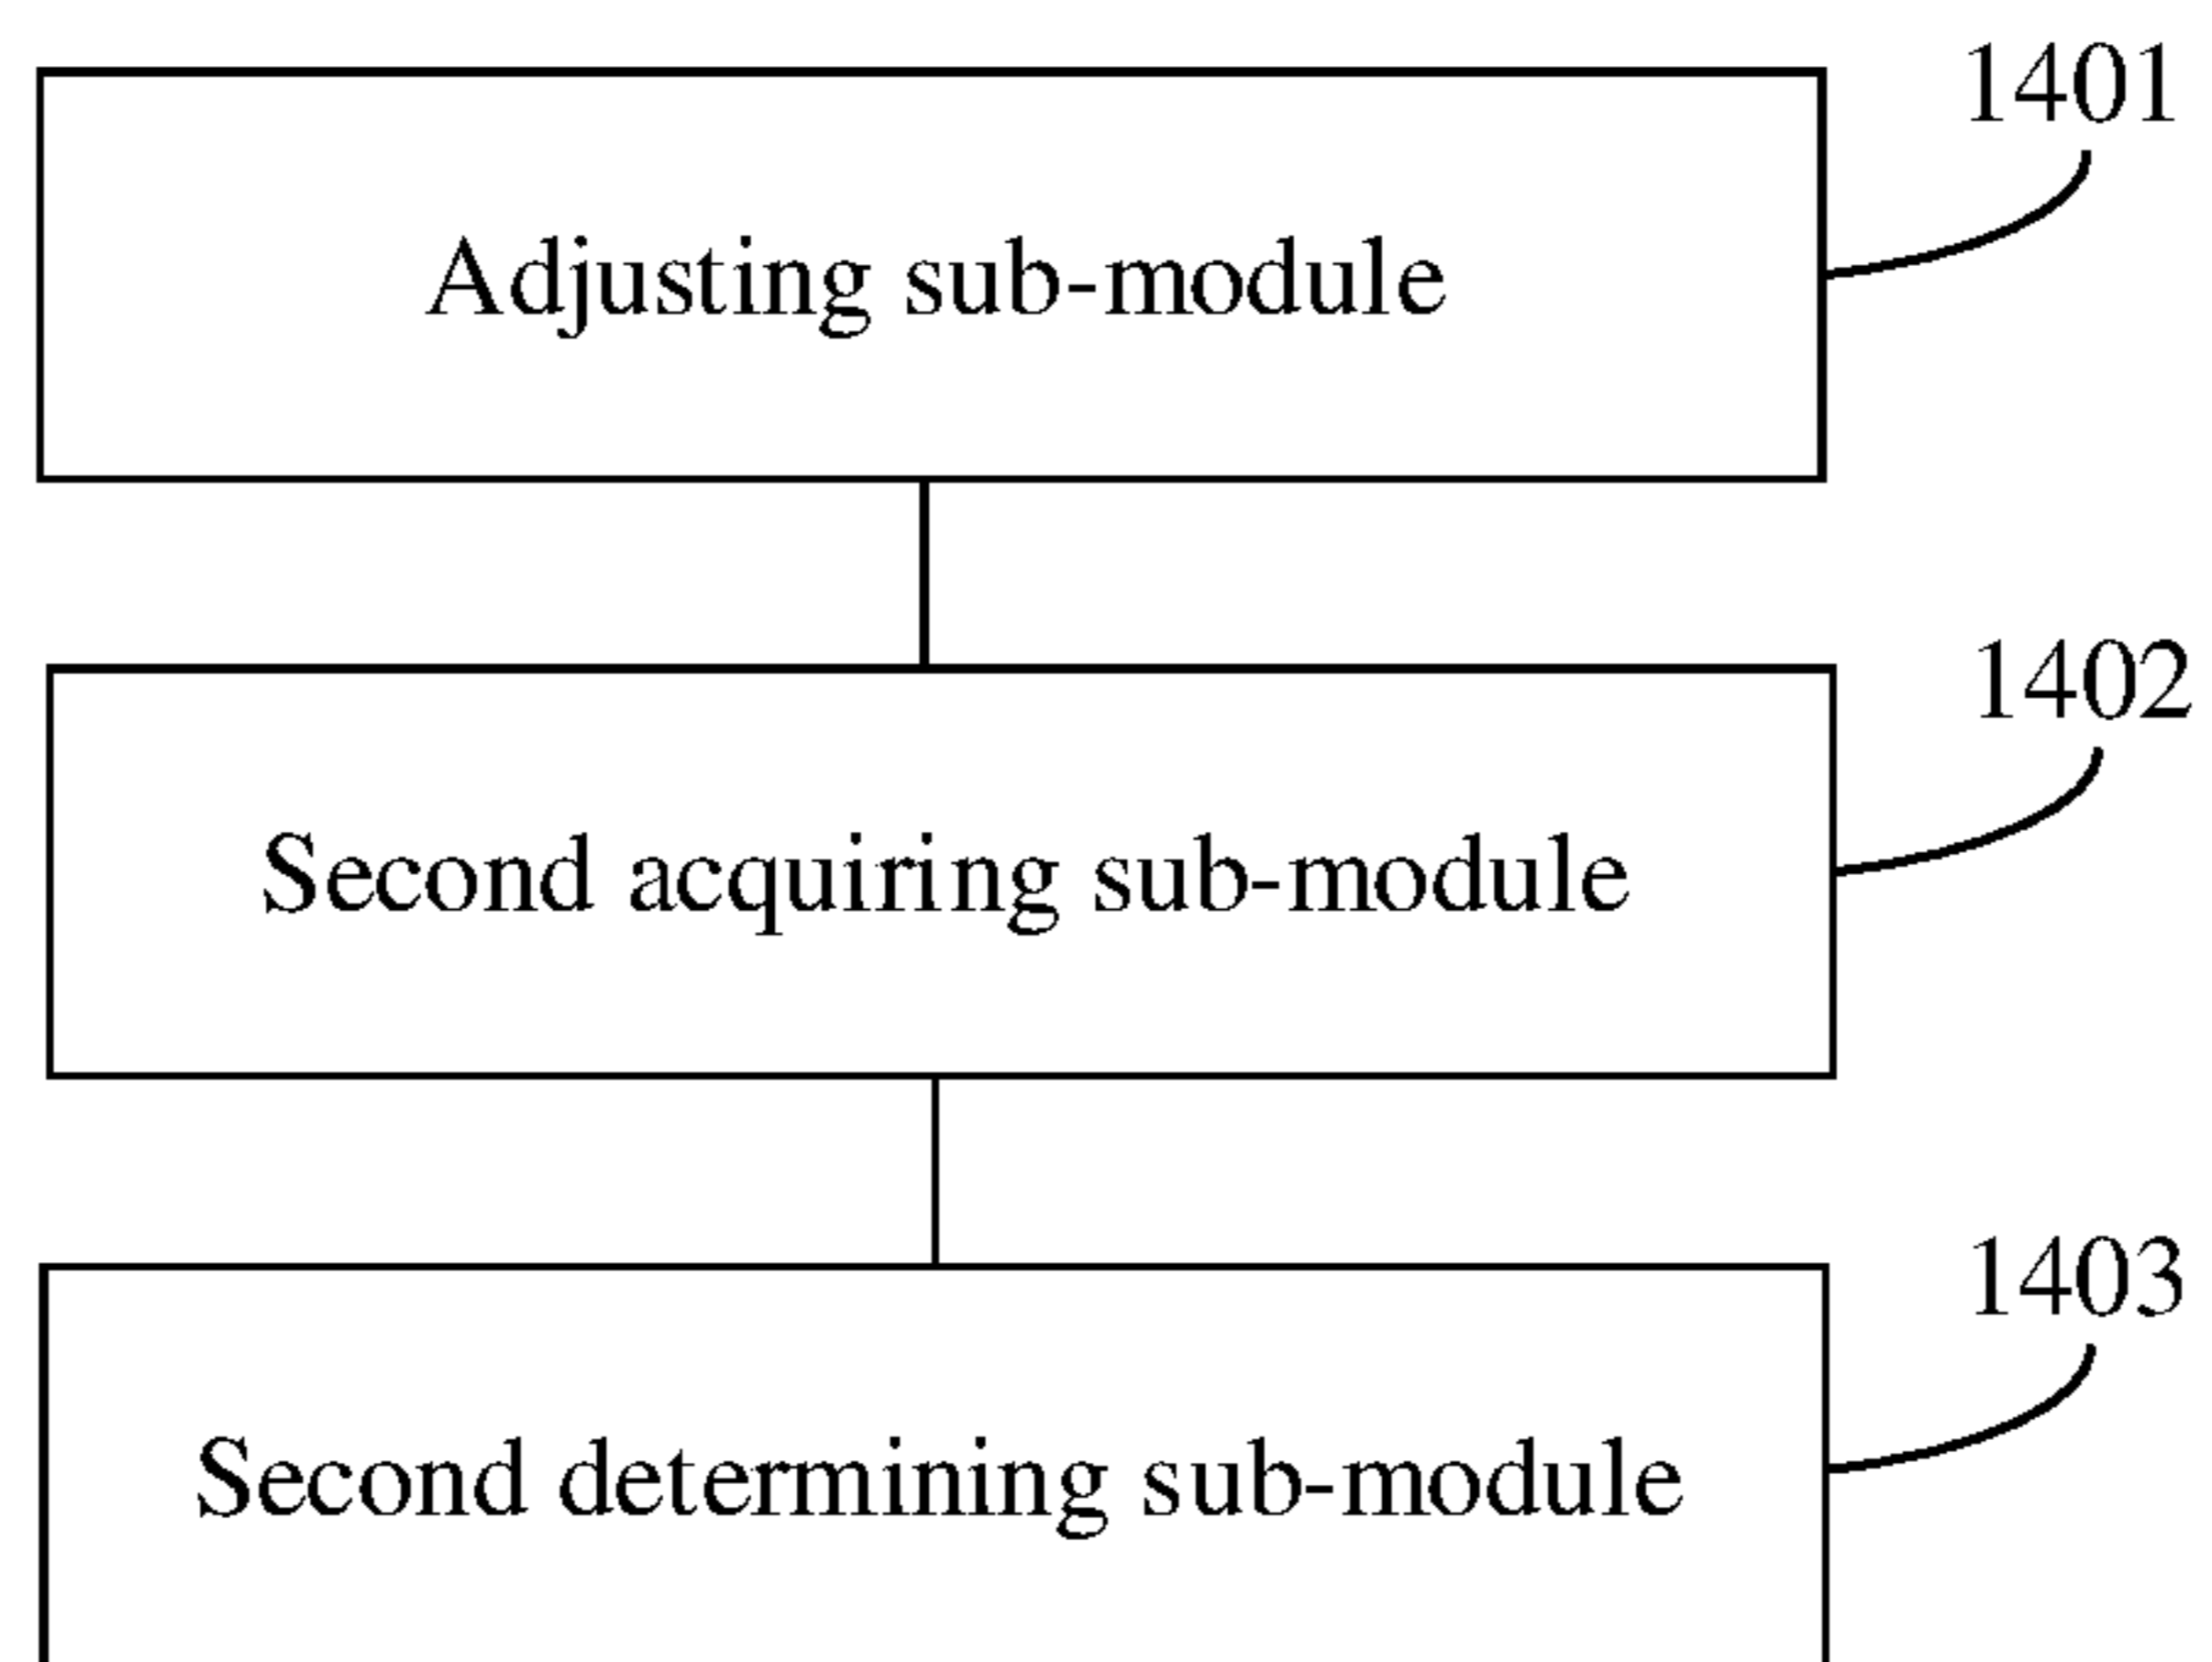 1401
Adjusting sub-module
1402
Second acquiring sub-module
1403
Second determining sub-module